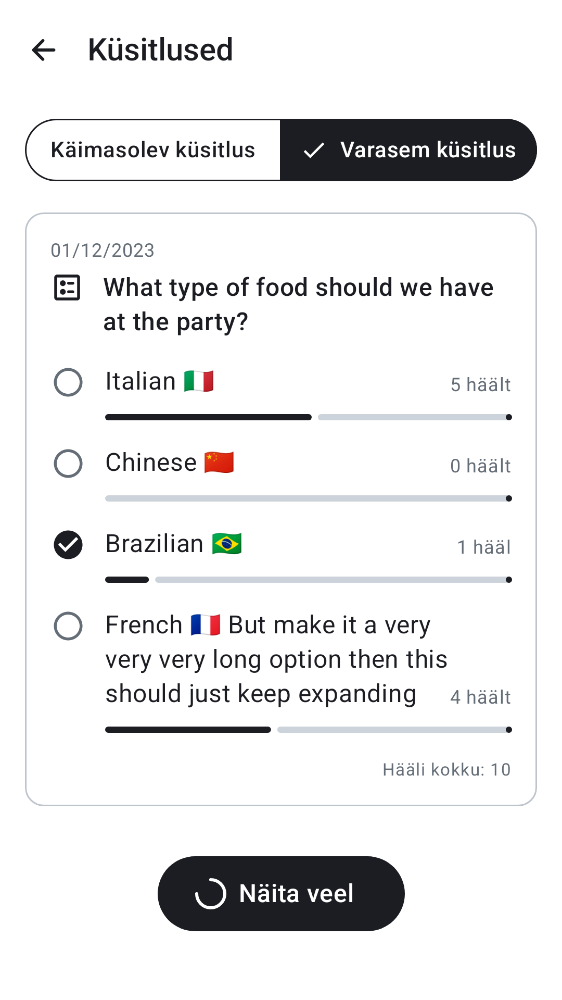 Küsitlused
Käimasolev küsitlus
Varasem küsitlus
01/12/2023
What type of food should we have
at the party?
Italian 🇮🇹
5 häält
Chinese 🇨🇳
0 häält
Brazilian 🇧🇷
1 hääl
French 🇫🇷 But make it a very
very very long option then this
should just keep expanding
4 häält
Hääli kokku: 10
Näita veel